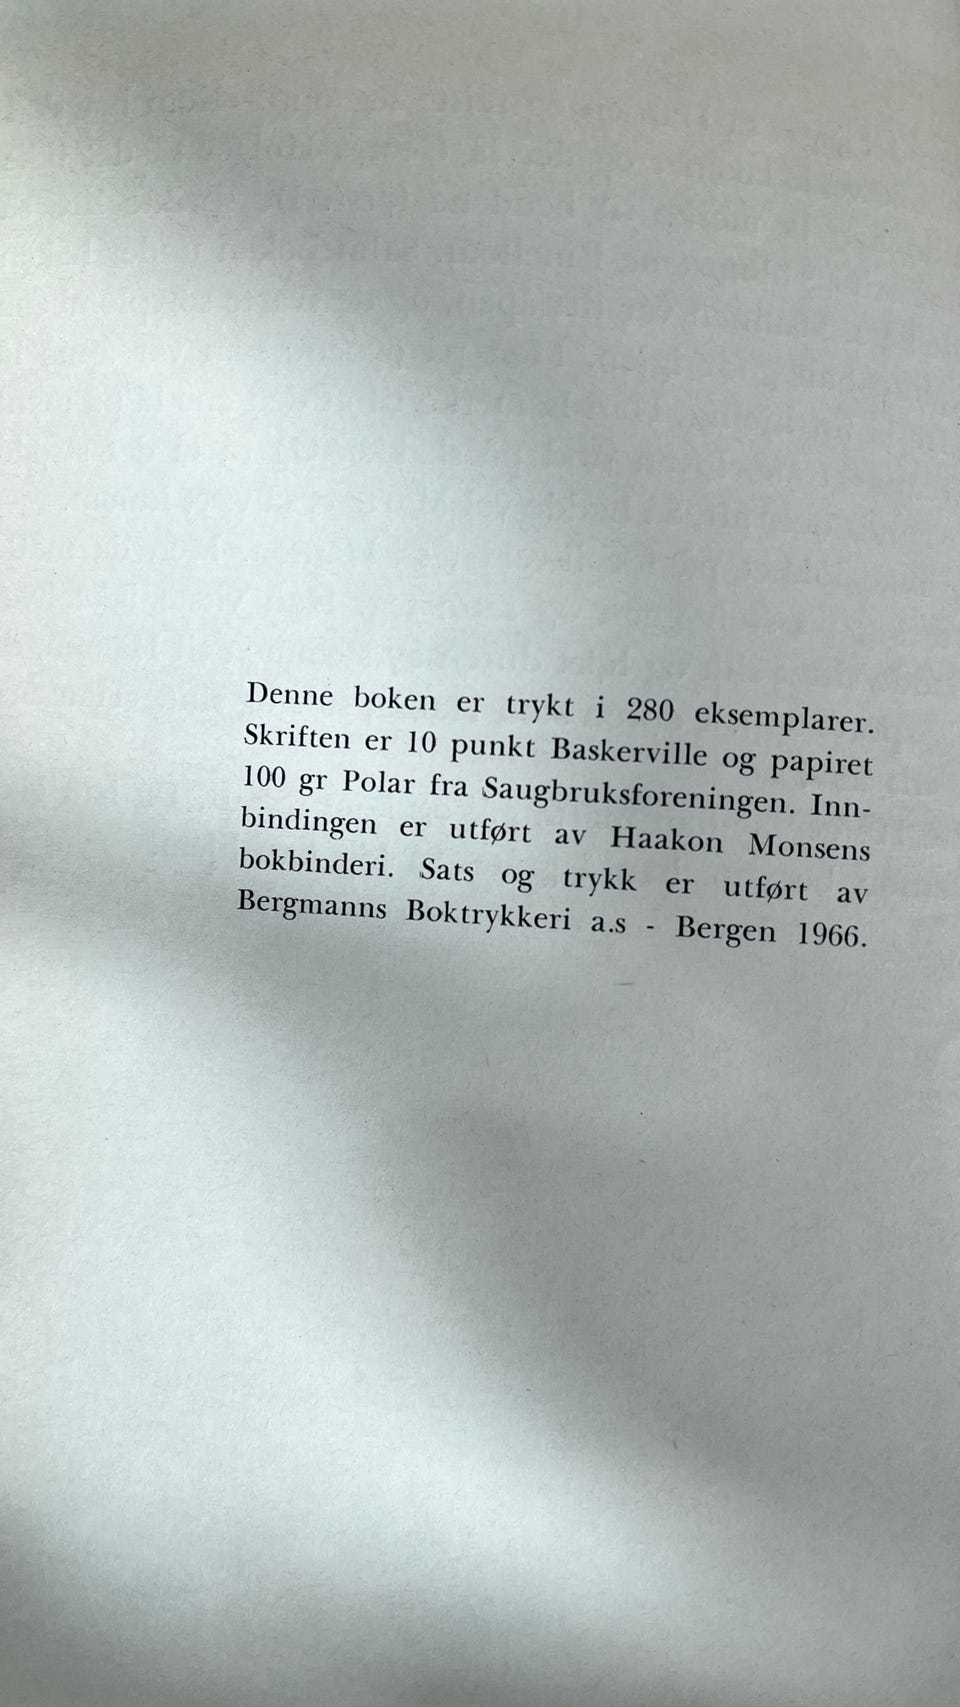 Denne boken er trykt i 280 eksemplarer.
Skriften er 10 punkt Baskerville og papiret
100 gr Polar fra Saugbruksforeningen. Inn-
bindingen er utført av Haakon Monsens
bokbinderi. Sats og trykk er utført av
Bergmanns Boktrykkeri a.s - Bergen 1966.